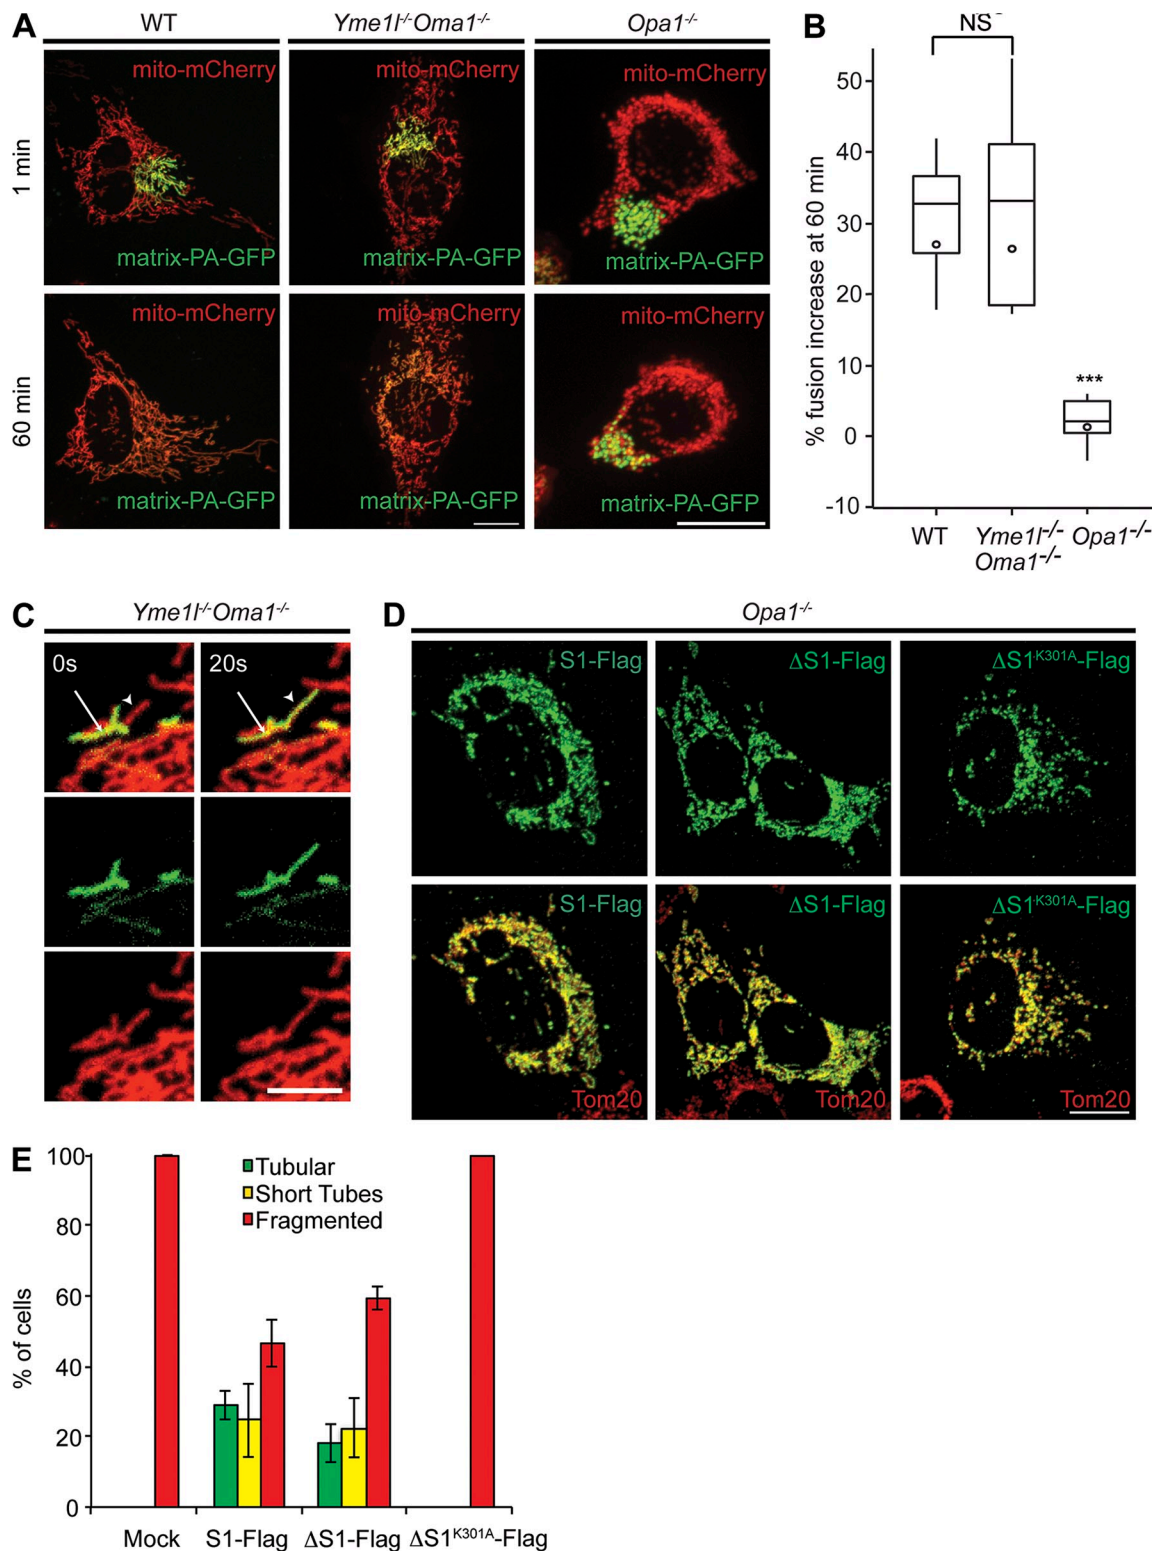 A
WT
Yme1l-/-Oma1-/-
Opa1-/-
1 min
mito-mCherry
matrix-PA-GFP
mito-mCherry
matrix-PA-GFP
mito-mCherry
matrix-PA-GFP
60 min
mito-mCherry
matrix-PA-GFP
mito-mCherry
matrix-PA-GFP
mito-mCherry
matrix-PA-GFP
B
NS
% fusion increase at 60 min
50
40
30
20
10
0
-10
***
WT
Yme1l-/-
Oma1-/-
Opa1-/-
C
Yme1l-/-Oma1-/-
0s
20s
D
Opa1-/-
S1-Flag
ΔS1-Flag
ΔS1K301A-Flag
S1-Flag
Tom20
ΔS1-Flag
Tom20
ΔS1K301A-Flag
Tom20
E
% of cells
100
80
60
40
20
0
Tubular
Short Tubes
Fragmented
Mock
S1-Flag
ΔS1-Flag
ΔS1K301A-Flag